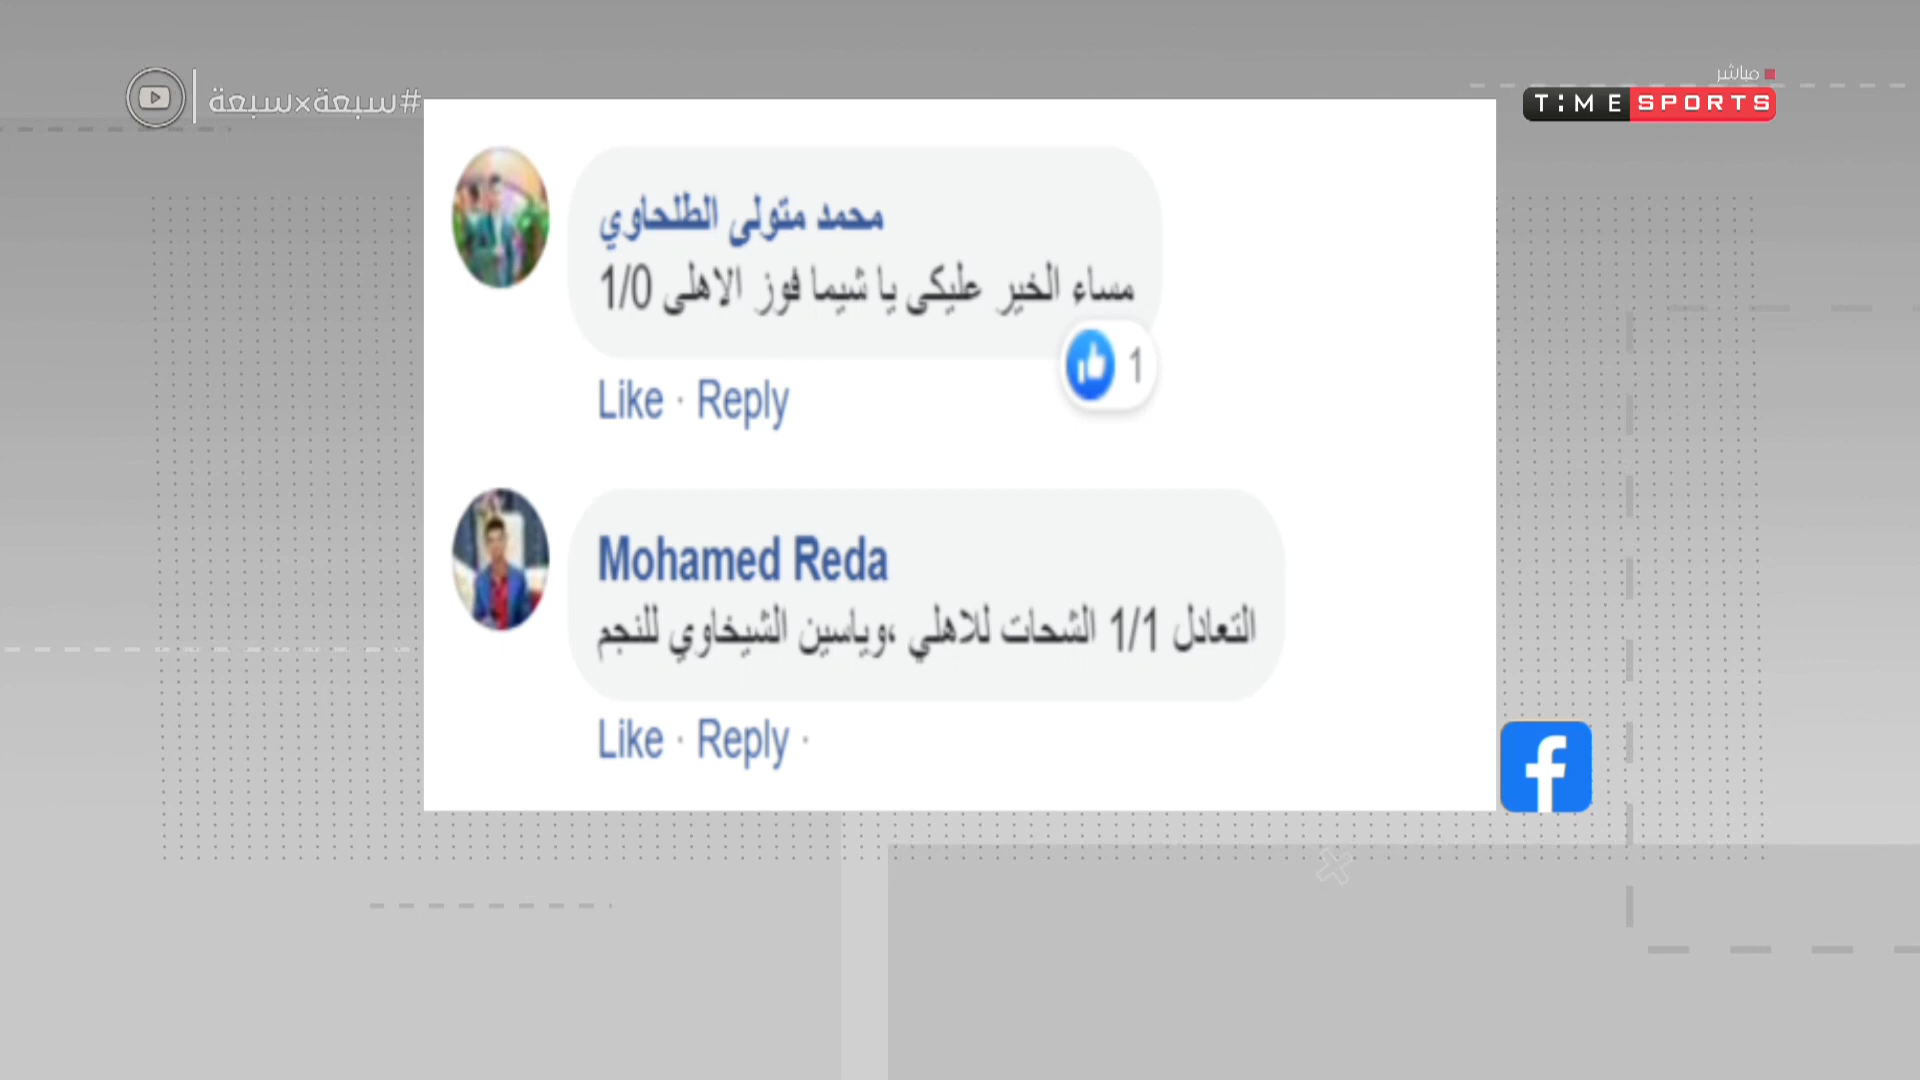 #سبعة×سبعة
مباشر
T:ME SPORTS
محمد متولى الطلحاوي
مساء الخير عليكى يا شيما فوز الاهلى 1/0
1
Like · Reply
Mohamed Reda
التعادل 1/1 الشحات للاهلي ،وياسين الشيخاوي للنجم
Like · Reply ·